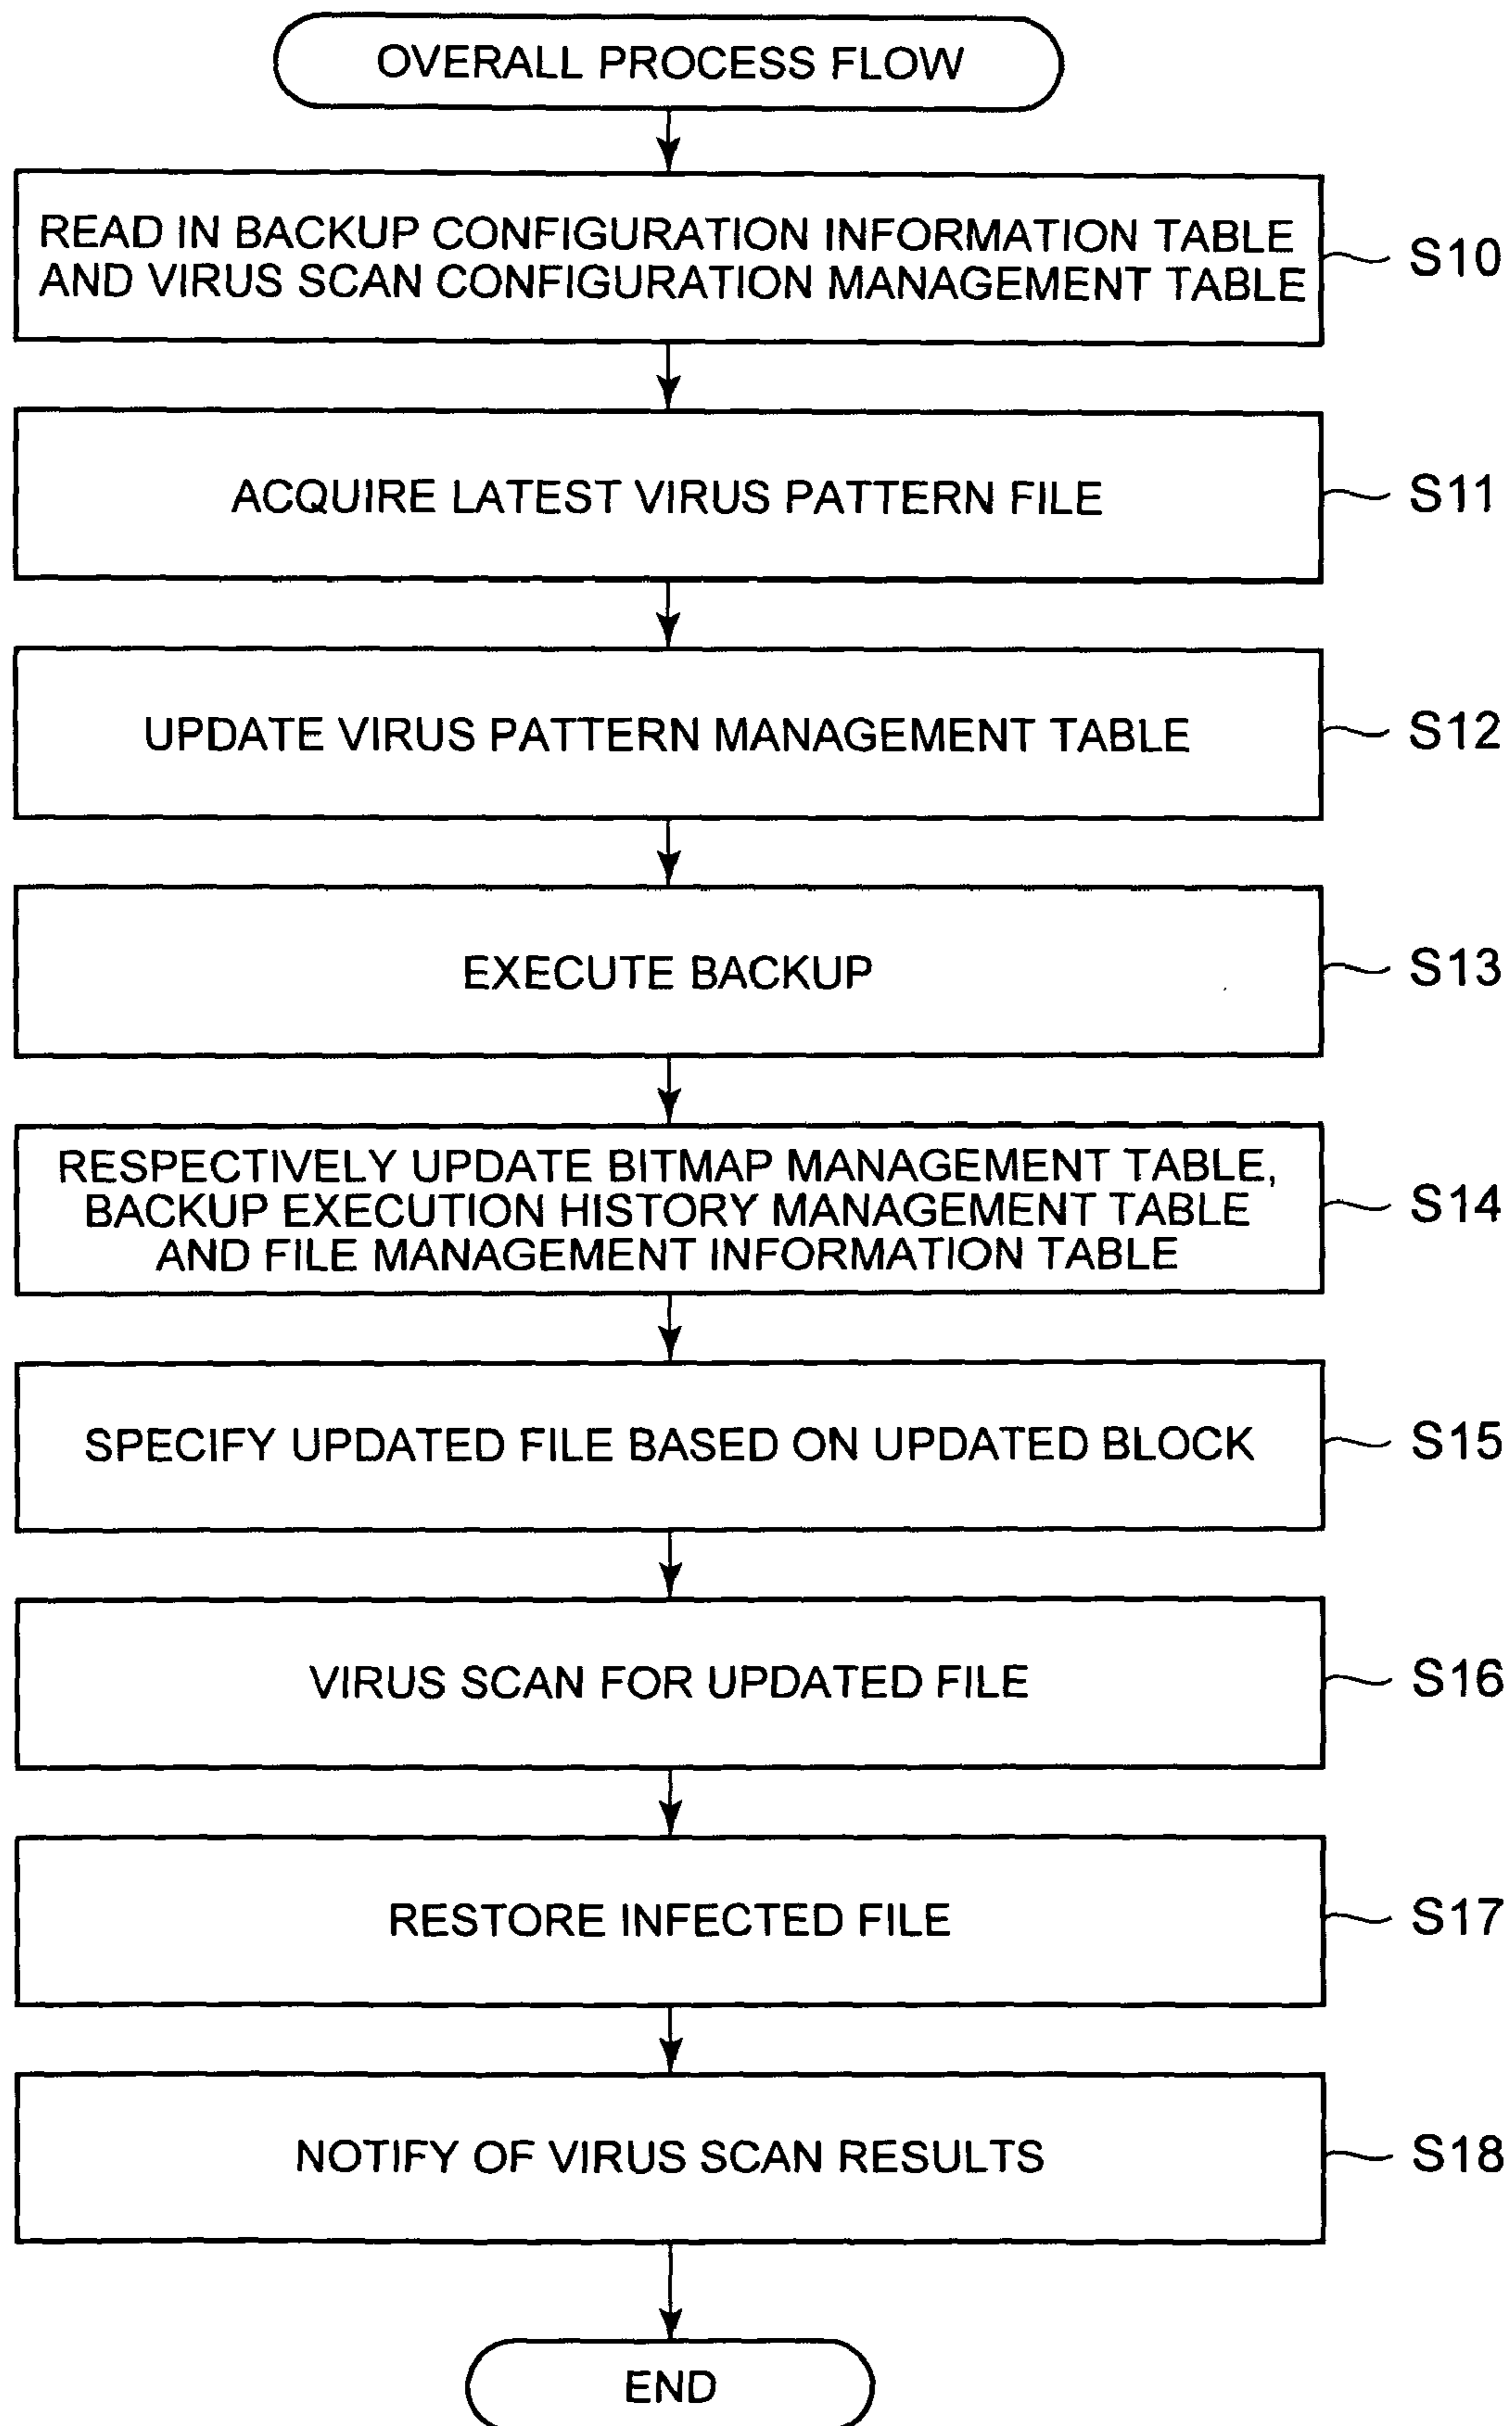 OVERALL PROCESS FLOW
READ IN BACKUP CONFIGURATION INFORMATION TABLE
AND VIRUS SCAN CONFIGURATION MANAGEMENT TABLE
S10
ACQUIRE LATEST VIRUS PATTERN FILE
S11
UPDATE VIRUS PATTERN MANAGEMENT TABLE
S12
EXECUTE BACKUP
S13
RESPECTIVELY UPDATE BITMAP MANAGEMENT TABLE,
BACKUP EXECUTION HISTORY MANAGEMENT TABLE
AND FILE MANAGEMENT INFORMATION TABLE
S14
SPECIFY UPDATED FILE BASED ON UPDATED BLOCK
S15
VIRUS SCAN FOR UPDATED FILE
S16
RESTORE INFECTED FILE
S17
NOTIFY OF VIRUS SCAN RESULTS
S18
END